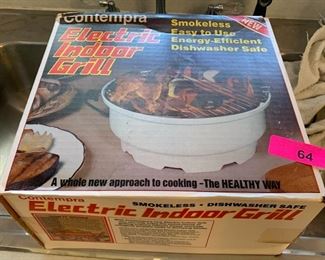 Contempra
Electric
Indoor
Grill
Smokeless
Easy to Use
Energy-Efficient
Dishwasher Safe
NEW
64
A whole new approach to cooking -The HEALTHY WAY
Contempra
SMOKELESS • DISHWASHER SAFE
Electric Indoor Grill